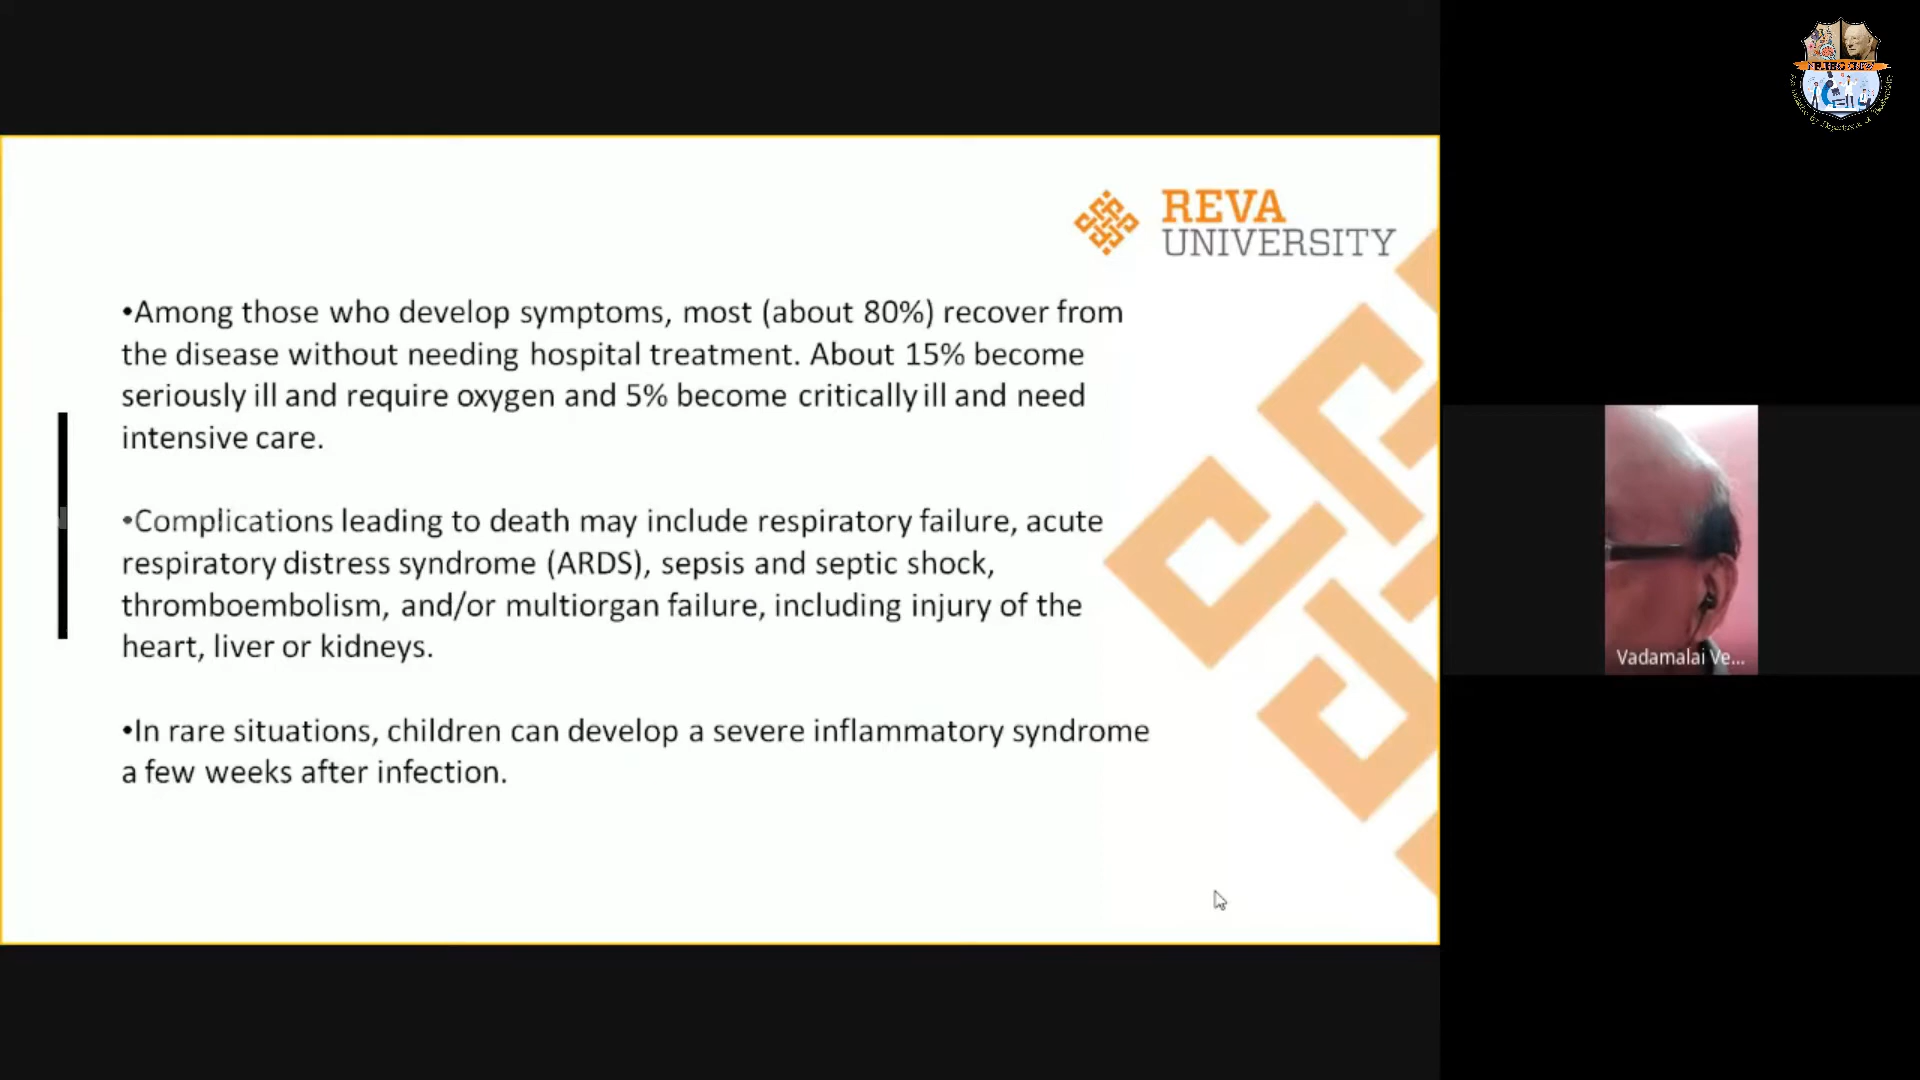 REVA
UNIVERSITY
•Among those who develop symptoms, most (about 80%) recover from
the disease without needing hospital treatment. About 15% become
seriously ill and require oxygen and 5% become critically ill and need
intensive care.
•Complications leading to death may include respiratory failure, acute
respiratory distress syndrome (ARDS), sepsis and septic shock,
thromboembolism, and/or multiorgan failure, including injury of the
heart, liver or kidneys.
•In rare situations, children can develop a severe inflammatory syndrome
a few weeks after infection.
Vadamalai Ve...